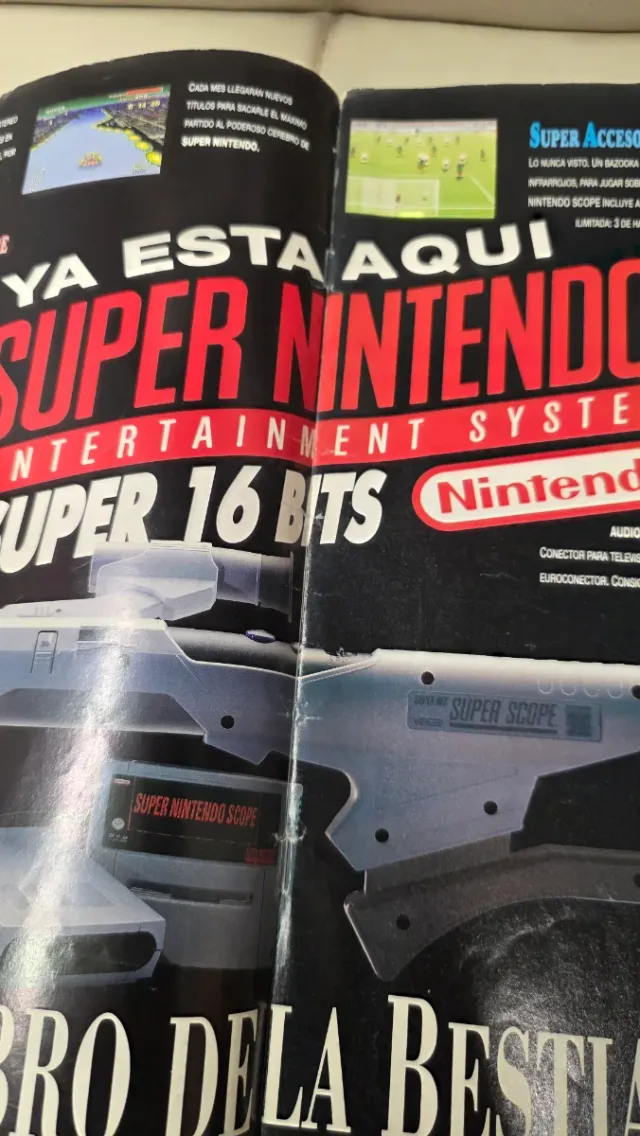 CADA MES LLEGARÁN NUEVOS
TÍTULOS PARA SACARLE EL MÁXIMO
PARTIDO AL PODEROSO CEREBRO DE
SUPER NINTENDO.
SUPER ACCESO
LO NUNCA VISTO. UN BAZOOKA
INFRARROJOS, PARA JUGAR SOB
NINTENDO SCOPE INCLUYE A
ILIMITADA: 3 DE HA
YA ESTA AQUI
SUPER NINTENDO
NTERTAINMENT SYSTE
SUPER 16 BITS
Nintend
AUDIO
CONECTOR PARA TELEVIS
EUROCONECTOR. CONSI
SUPER SCOPE
SUPER NINTENDO SCOPE
BRO DE LA BESTIA